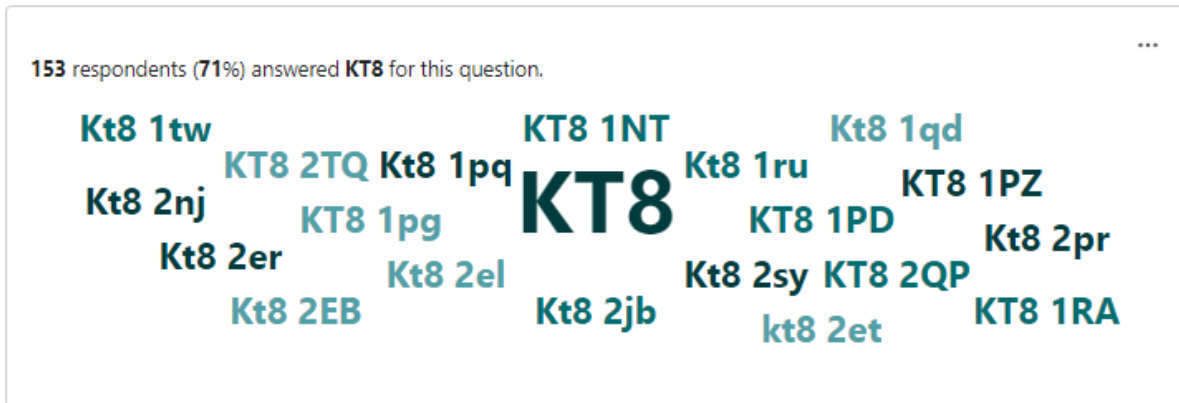 ...
153 respondents (71%) answered KT8 for this question.
Kt8 1tw KT8 1NT Kt8 1qd
KT8 2TQ Kt8 1pq Kt8 1ru
KT8 1PZ
Kt8 2nj KT8
KT8 1pg KT8 1PD
Kt8 2pr
Kt8 2er
Kt8 2el Kt8 2sy KT8 2QP
Kt8 2EB Kt8 2jb KT8 1RA
kt8 2et